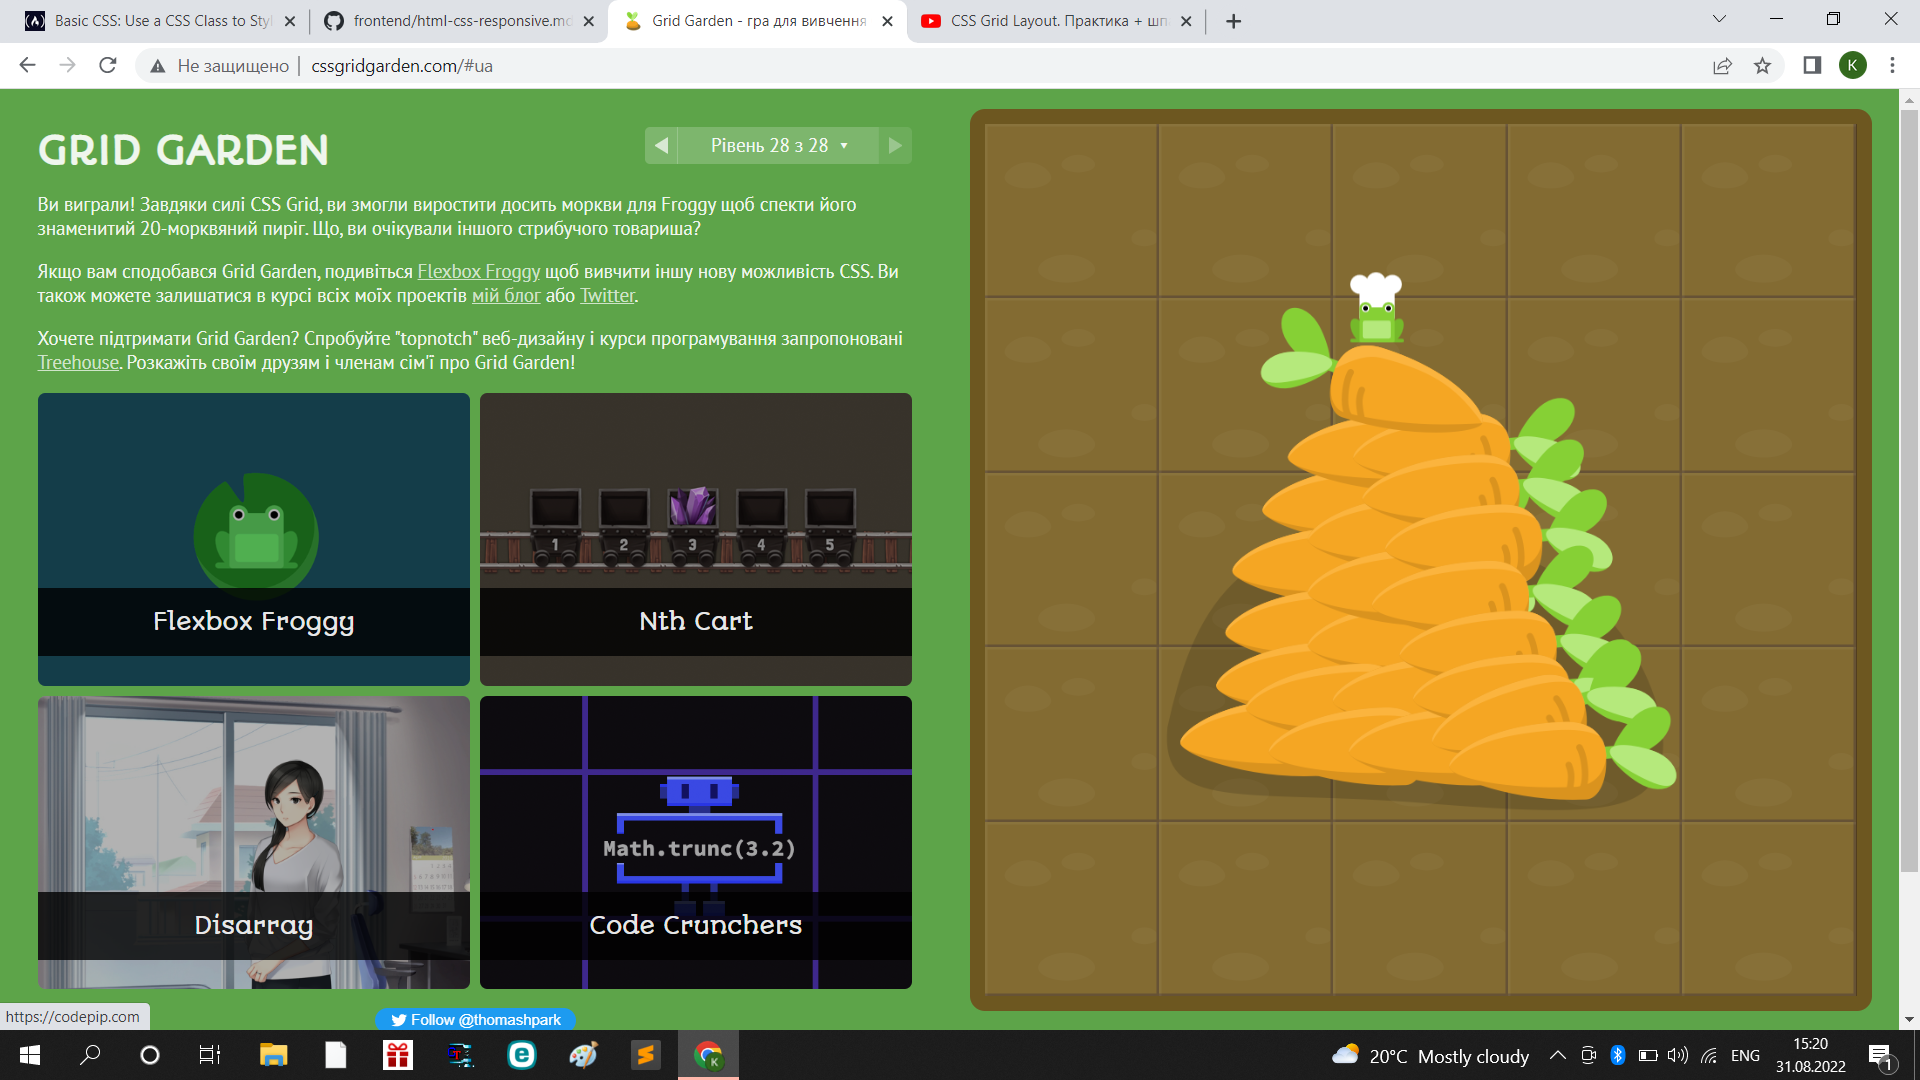 Basic CSS: Use a CSS Class to Sty
frontend/html-css-responsive.md
Grid Garden - гра для вивчення
CSS Grid Layout. Практика + шп
Не защищено
cssgridgarden.com/#ua
K
GRID GARDEN
Рівень 28 з 28
Ви виграли! Завдяки силі CSS Grid, ви змогли виростити досить моркви для Froggy щоб спекти його
знаменитий 20-морквяний пиріг. Що, ви очікували іншого стрибучого товариша?
Якщо вам сподобався Grid Garden, подивіться Flexbox Froggy щоб вивчити іншу нову можливість CSS. Ви
також можете залишатися в курсі всіх моїх проектів мій блог або Twitter.
Хочете підтримати Grid Garden? Спробуйте "topnotch" веб-дизайну і курси програмування запропоновані
Treehouse. Розкажіть своїм друзям і членам сім'ї про Grid Garden!
1 2 3 4 5
Flexbox Froggy
Nth Cart
Math.trunc(3.2)
Disarray
Code Crunchers
https://codepip.com
Follow @thomashpark
20°C Mostly cloudy
ENG
15:20
31.08.2022
1